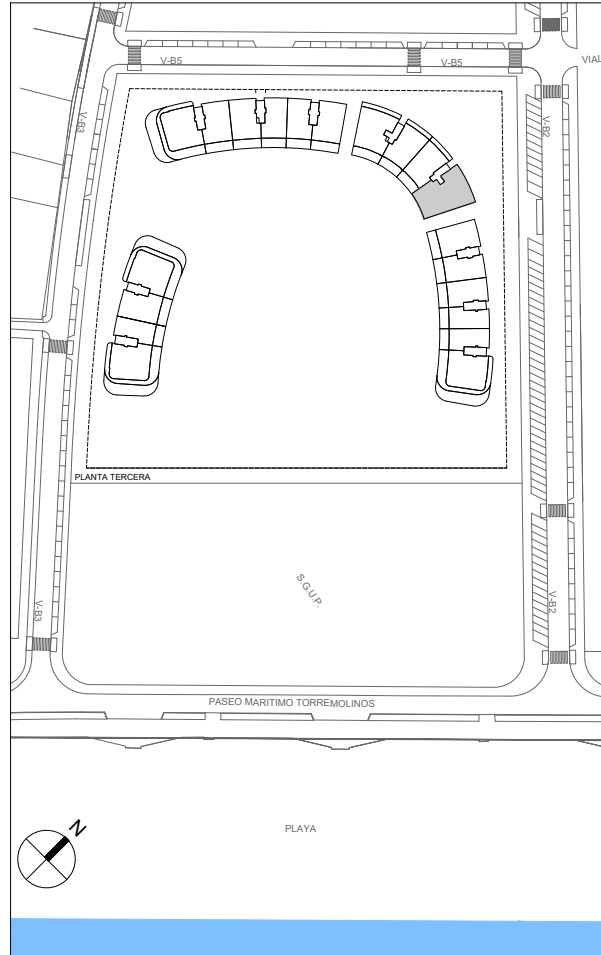 V-B5
V-B5
VIAL
V-B3
V-B2
PLANTA TERCERA
S.G.U.P.
V-B3
V-B2
PASEO MARITIMO TORREMOLINOS
PLAYA
N